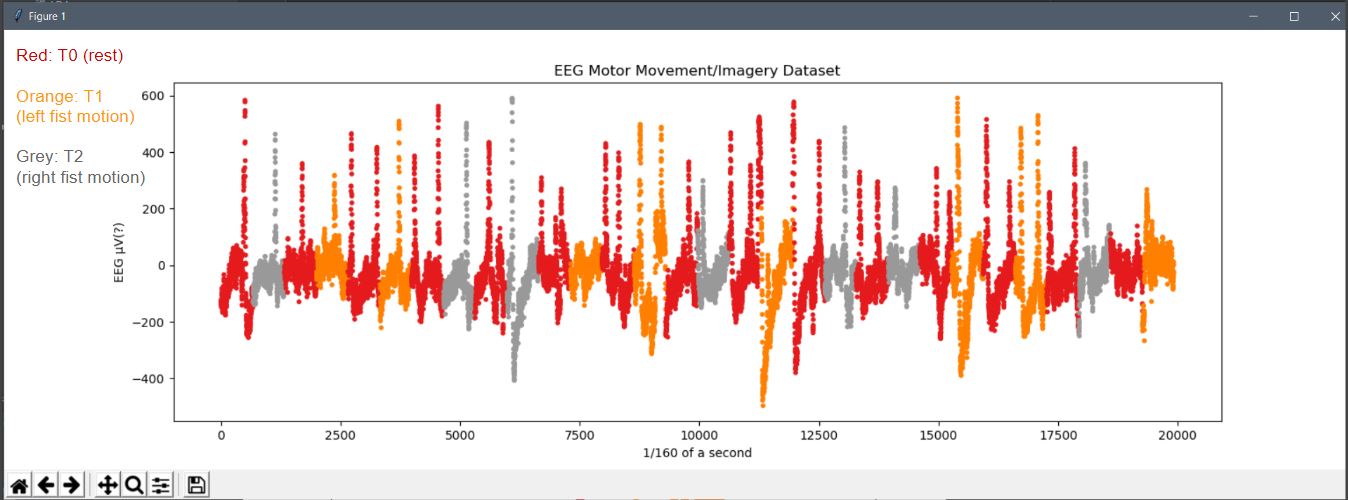 Figure 1
Red: T0 (rest)
Orange: T1
(left fist motion)
Grey: T2
(right fist motion)
EEG Motor Movement/Imagery Dataset
600
400
200
0
−200
−400
EEG µV(?)
0 2500 5000 7500 10000 12500 15000 17500 20000
1/160 of a second